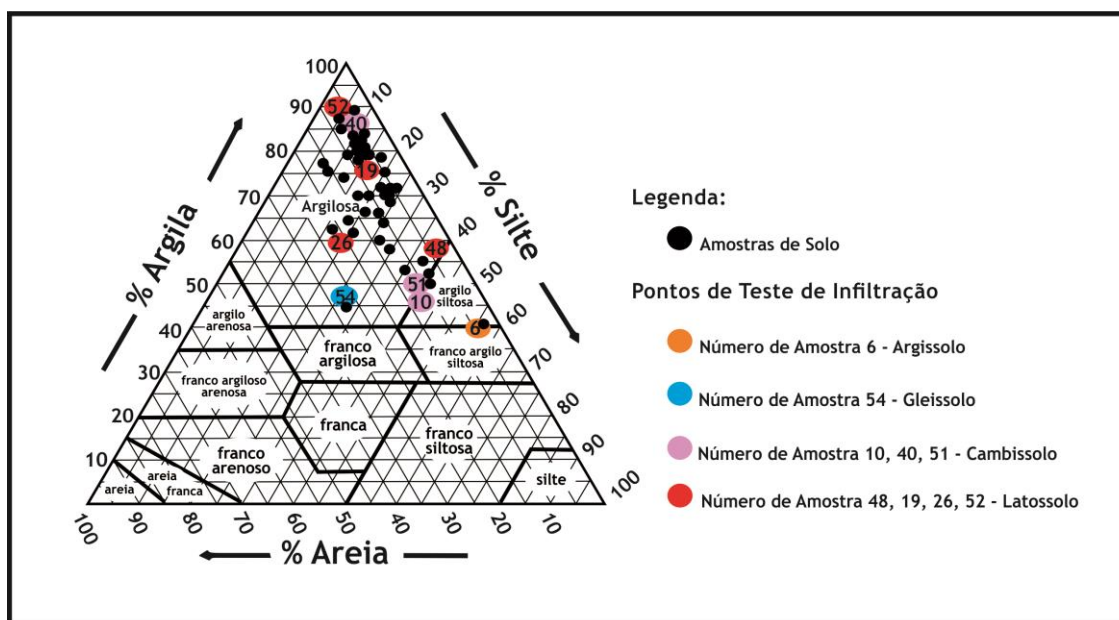 100
90
80
70
60
50
40
30
20
10
% Argila
10
20
30
40
50
60
70
80
90
100
% Silte
100
90
80
70
60
50
40
30
20
10
% Areia
52
40
19
Argilosa
26
48
51
10
54
6
argilo
siltosa
argilo
arenosa
franco
argilosa
franco argilo
siltosa
franco argiloso
arenosa
franca
franco
siltosa
franco
arenoso
areia
areia
franca
silte
Legenda:
Amostras de Solo
Pontos de Teste de Infiltração
Número de Amostra 6 - Argissolo
Número de Amostra 54 - Gleissolo
Número de Amostra 10, 40, 51 - Cambissolo
Número de Amostra 48, 19, 26, 52 - Latossolo